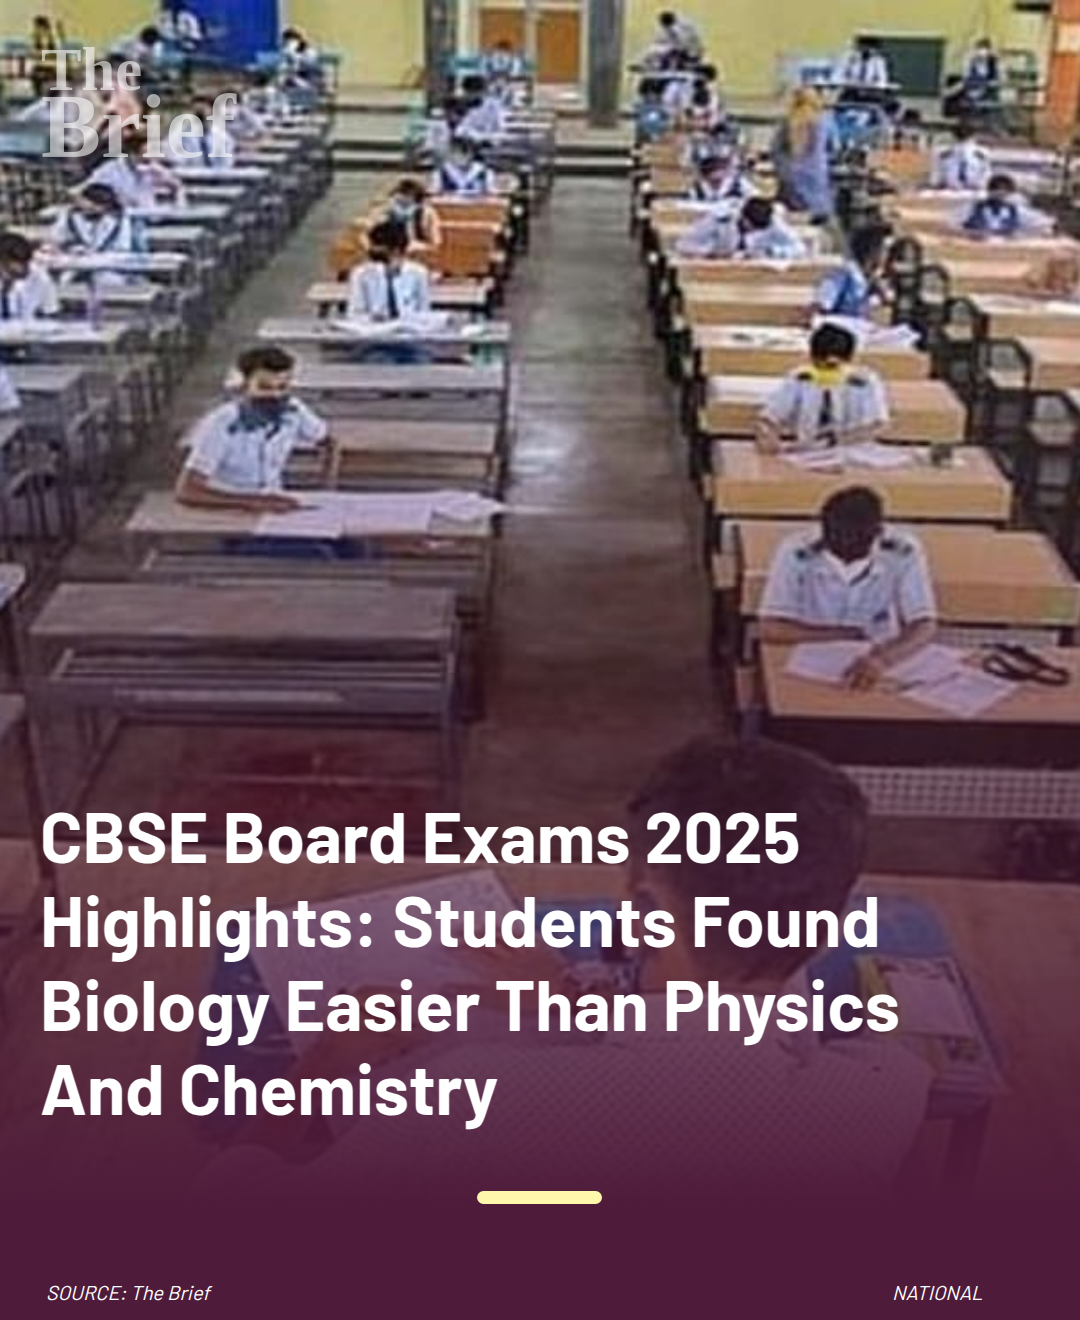 The
Brief
CBSE Board Exams 2025
Highlights: Students Found
Biology Easier Than Physics
And Chemistry
SOURCE: The Brief
NATIONAL